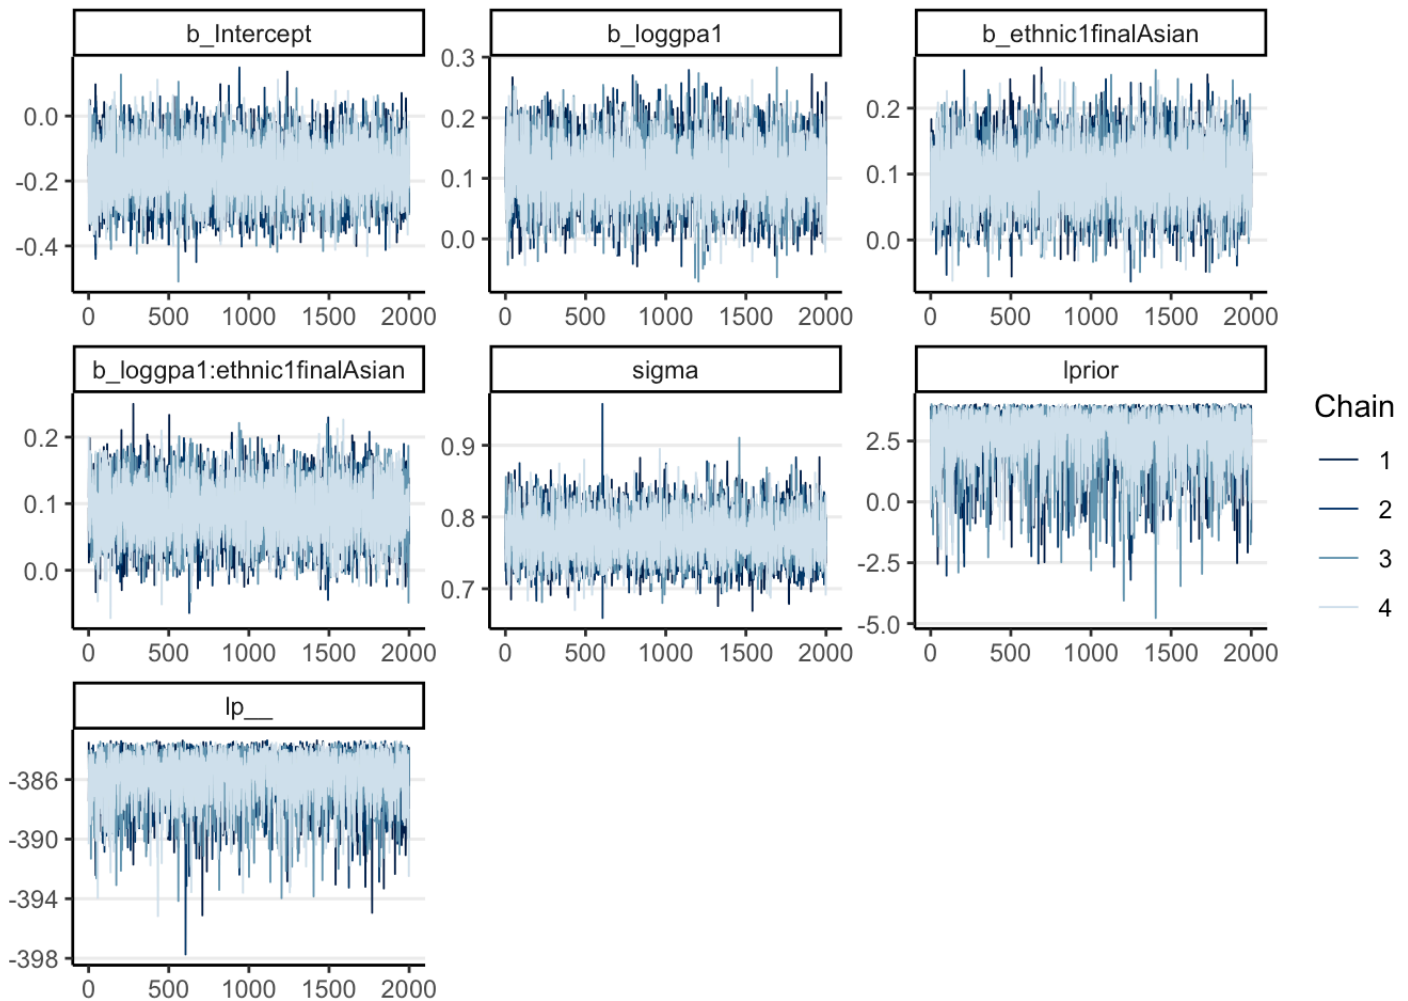 b_Intercept
b_loggpa1
b_ethnic1finalAsian
0.0
-0.2
-0.4
0 500 1000 1500 2000
0.3
0.2
0.1
0.0
0 500 1000 1500 2000
0.2
0.1
0.0
0 500 1000 1500 2000
b_loggpa1:ethnic1finalAsian
sigma
lprior
0.2
0.1
0.0
0 500 1000 1500 2000
0.9
0.8
0.7
0 500 1000 1500 2000
2.5
0.0
-2.5
-5.0
0 500 1000 1500 2000
Chain
1
2
3
4
lp__
-386
-390
-394
-398
0 500 1000 1500 2000